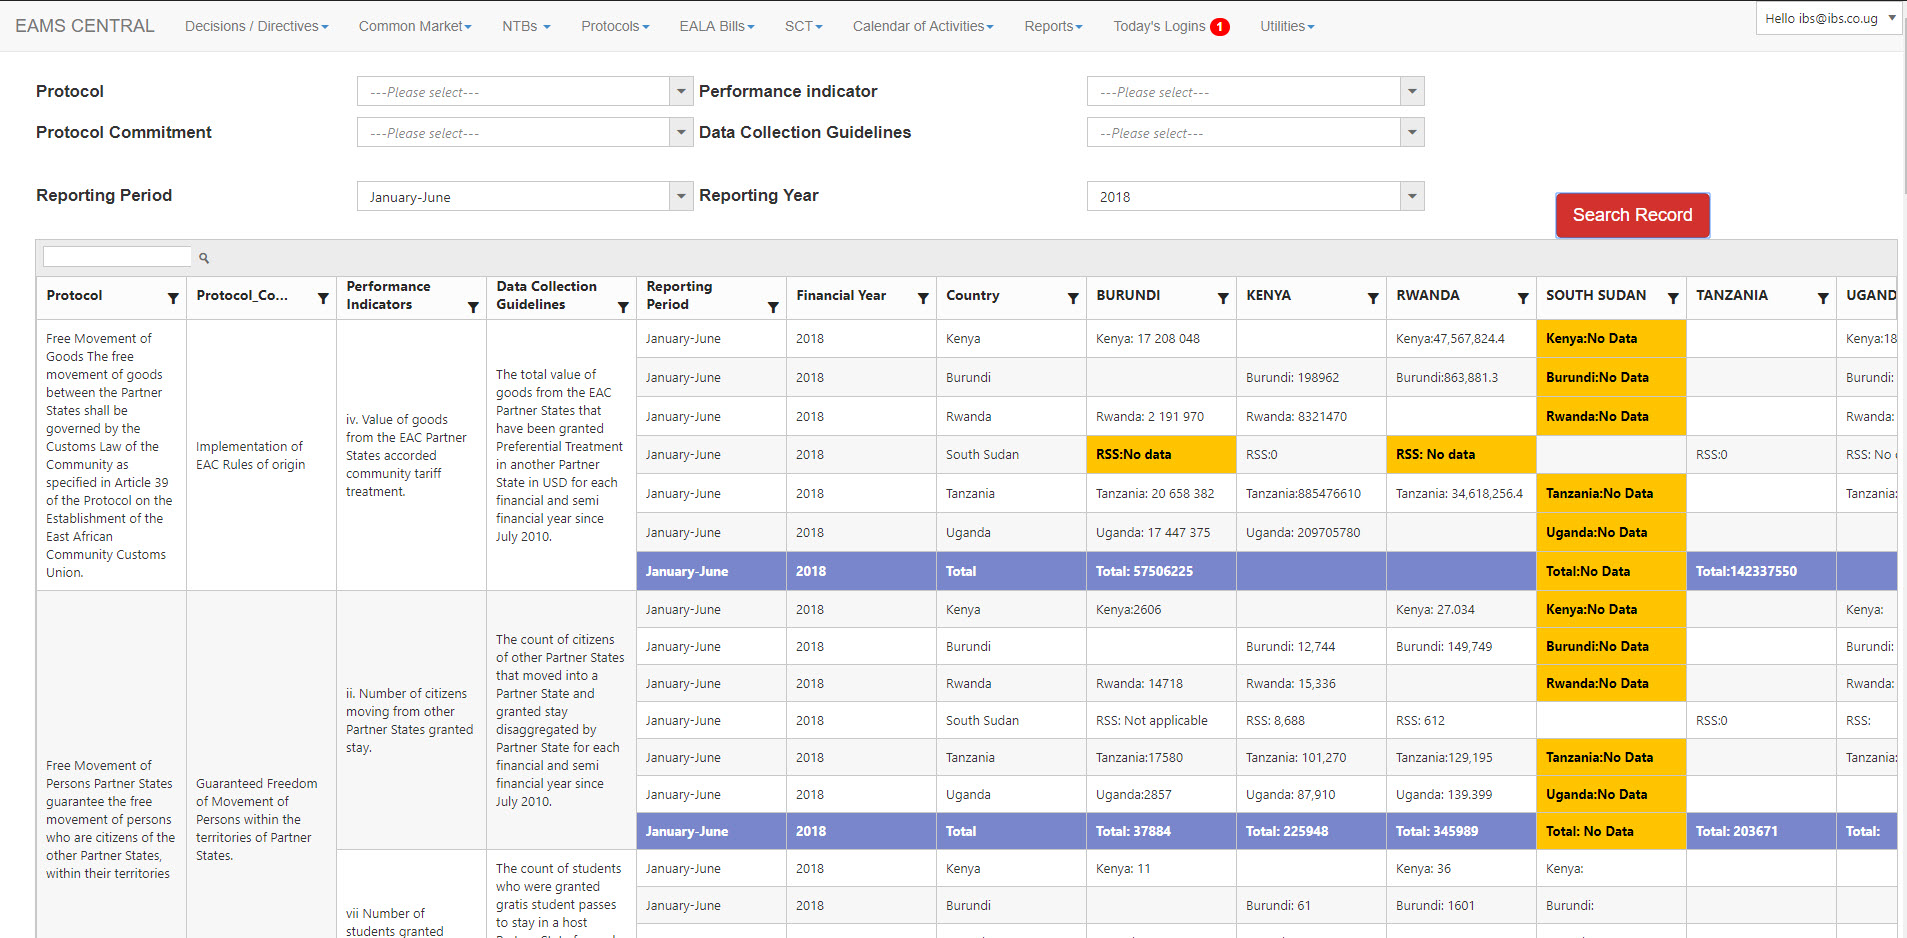 EAMS CENTRAL Decisions / Directives Common Market NTBs Protocols EALA Bills SCT Calendar of Activities Reports Today's Logins 1 Utilities Hello ibs@ibs.co.ug
Protocol ---Please select--- Performance indicator ---Please select---
Protocol Commitment ---Please select--- Data Collection Guidelines --Please select---
Reporting Period January-June Reporting Year 2018
Search Record
Protocol Protocol_Co... Performance Indicators Data Collection Guidelines Reporting Period Financial Year Country BURUNDI KENYA RWANDA SOUTH SUDAN TANZANIA UGAND
Free Movement of
Goods The free
movement of goods
between the Partner
States shall be
governed by the
Customs Law of the
Community as
specified in Article 39
of the Protocol on the
Establishment of the
East African
Community Customs
Union.
Implementation of
EAC Rules of origin
iv. Value of goods
from the EAC Partner
States accorded
community tariff
treatment.
The total value of
goods from the EAC
Partner States that
have been granted
Preferential Treatment
in another Partner
State in USD for each
financial and semi
financial year since
July 2010.
January-June 2018 Kenya Kenya: 17 208 048 Kenya:47,567,824.4 Kenya:No Data Kenya:18
January-June 2018 Burundi Burundi: 198962 Burundi:863,881.3 Burundi:No Data Burundi:
January-June 2018 Rwanda Rwanda: 2 191 970 Rwanda: 8321470 Rwanda:No Data Rwanda:
January-June 2018 South Sudan RSS:No data RSS:0 RSS: No data RSS:0 RSS: No
January-June 2018 Tanzania Tanzania: 20 658 382 Tanzania:885476610 Tanzania: 34,618,256.4 Tanzania:No Data Tanzania:
January-June 2018 Uganda Uganda: 17 447 375 Uganda: 209705780 Uganda:No Data
January-June 2018 Total Total: 57506225 Total:No Data Total:142337550
Free Movement of
Persons Partner States
guarantee the free
movement of persons
who are citizens of the
other Partner States,
within their territories
Guaranteed Freedom
of Movement of
Persons within the
territories of Partner
States.
ii. Number of citizens
moving from other
Partner States granted
stay.
The count of citizens
of other Partner States
that moved into a
Partner State and
granted stay
disaggregated by
Partner State for each
financial and semi
financial year since
July 2010.
January-June 2018 Kenya Kenya:2606 Kenya: 27.034 Kenya:No Data Kenya:
January-June 2018 Burundi Burundi: 12,744 Burundi: 149,749 Burundi:No Data Burundi:
January-June 2018 Rwanda Rwanda: 14718 Rwanda: 15,336 Rwanda:No Data Rwanda:
January-June 2018 South Sudan RSS: Not applicable RSS: 8,688 RSS: 612 RSS:0 RSS:
January-June 2018 Tanzania Tanzania:17580 Tanzania: 101,270 Tanzania:129,195 Tanzania:No Data Tanzania:
January-June 2018 Uganda Uganda:2857 Uganda: 87,910 Uganda: 139.399 Uganda:No Data
January-June 2018 Total Total: 37884 Total: 225948 Total: 345989 Total: No Data Total: 203671 Total:
vii Number of
students granted
The count of students
who were granted
gratis student passes
to stay in a host
January-June 2018 Kenya Kenya: 11 Kenya: 36 Kenya:
January-June 2018 Burundi Burundi: 61 Burundi: 1601 Burundi: